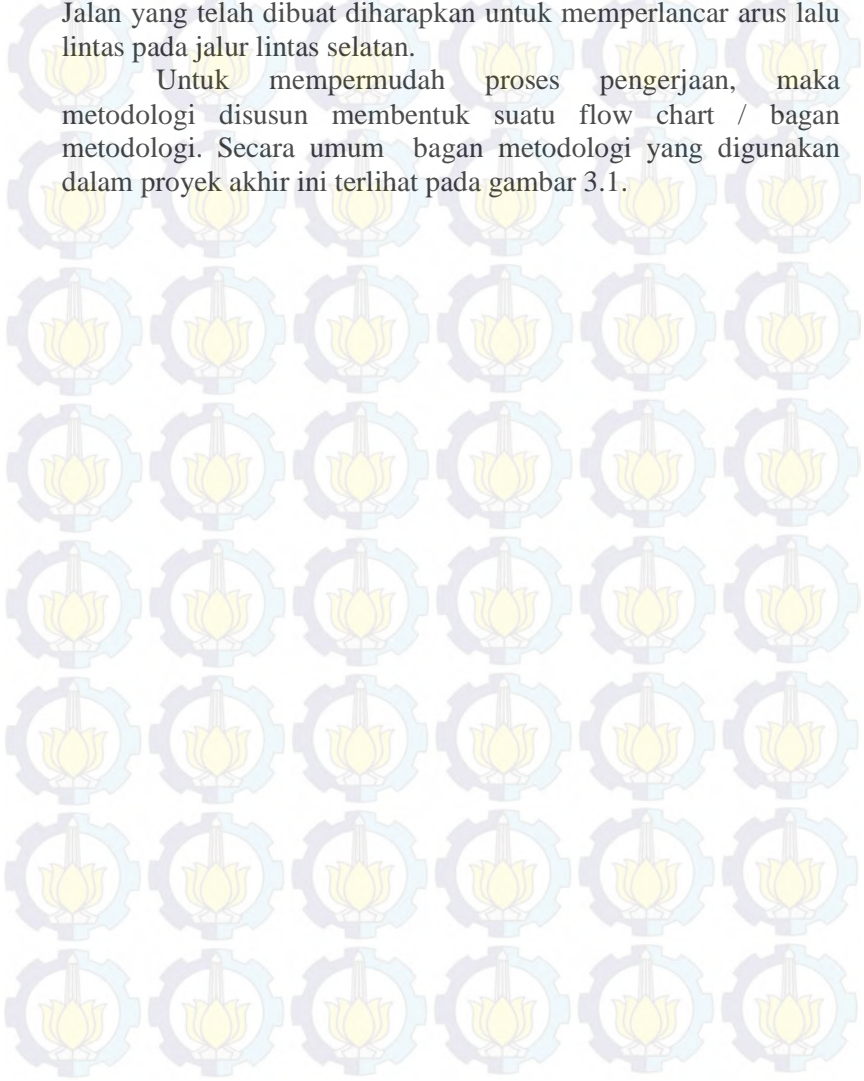 Jalan yang telah dibuat diharapkan untuk memperlancar arus lalu
lintas pada jalur lintas selatan.
Untuk mempermudah proses pengerjaan, maka
metodologi disusun membentuk suatu flow chart / bagan
metodologi. Secara umum bagan metodologi yang digunakan
dalam proyek akhir ini terlihat pada gambar 3.1.